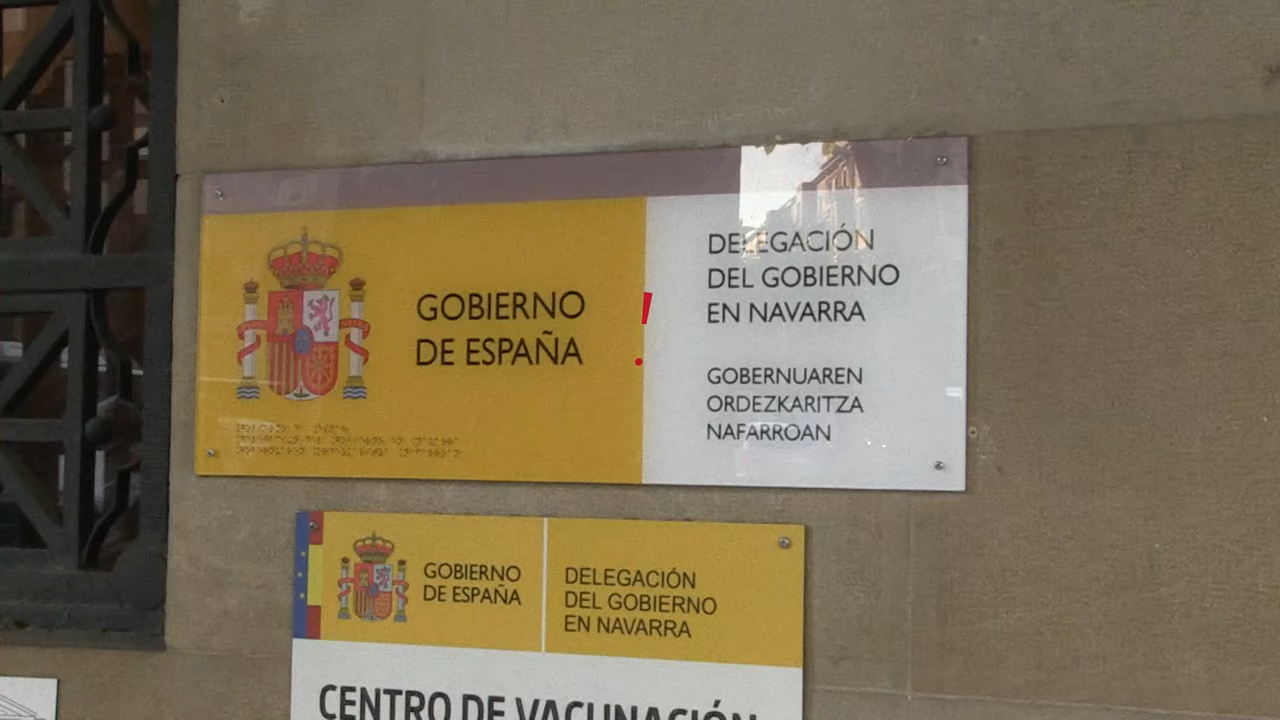 GOBIERNO
DE ESPAÑA
!
DELEGACIÓN
DEL GOBIERNO
EN NAVARRA
GOBERNUAREN
ORDEZKARITZA
NAFARROAN
GOBIERNO
DE ESPAÑA
DELEGACIÓN
DEL GOBIERNO
EN NAVARRA
CENTRO DE VACUNACIÓN